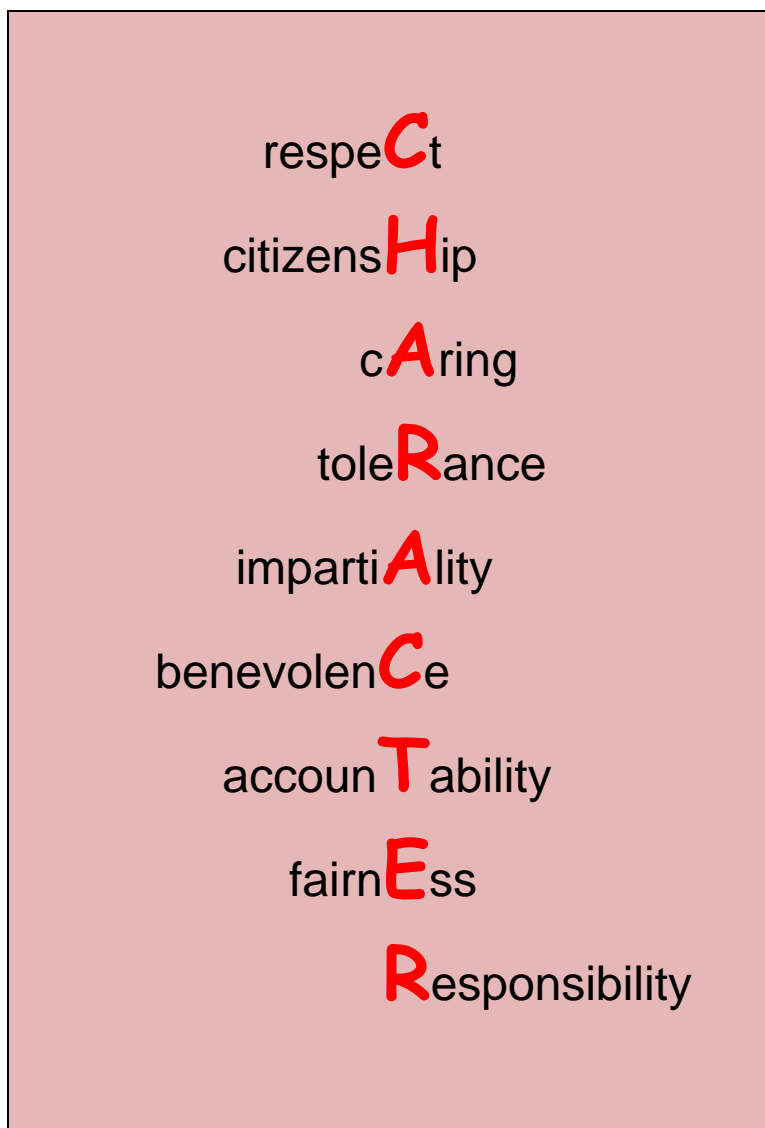 respeCt
citizensHip
cAring
toleRance
impartiAlity
benevolenCe
accounTability
fairnEss
Responsibility